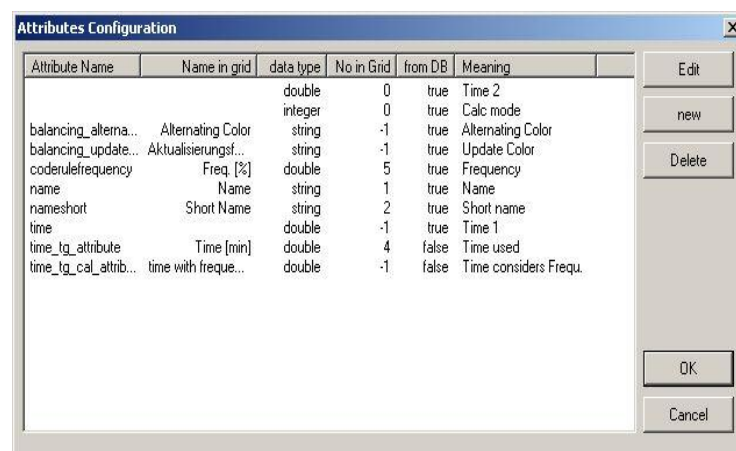 Attributes Configuration
Attribute Name Name in grid data type No in Grid from DB Meaning
double 0 true Time 2
integer 0 true Calc mode
balancing_alterna... Alternating Color string -1 true Alternating Color
balancing_update... Aktualisierungsf... string -1 true Update Color
coderulefrequency Freq. [%] double 5 true Frequency
name Name string 1 true Name
nameshort Short Name string 2 true Short name
time double -1 true Time 1
time_tg_attribute Time [min] double 4 false Time used
time_tg_cal_attrib... time with freque... double -1 false Time considers Frequ.
Edit
new
Delete
OK
Cancel